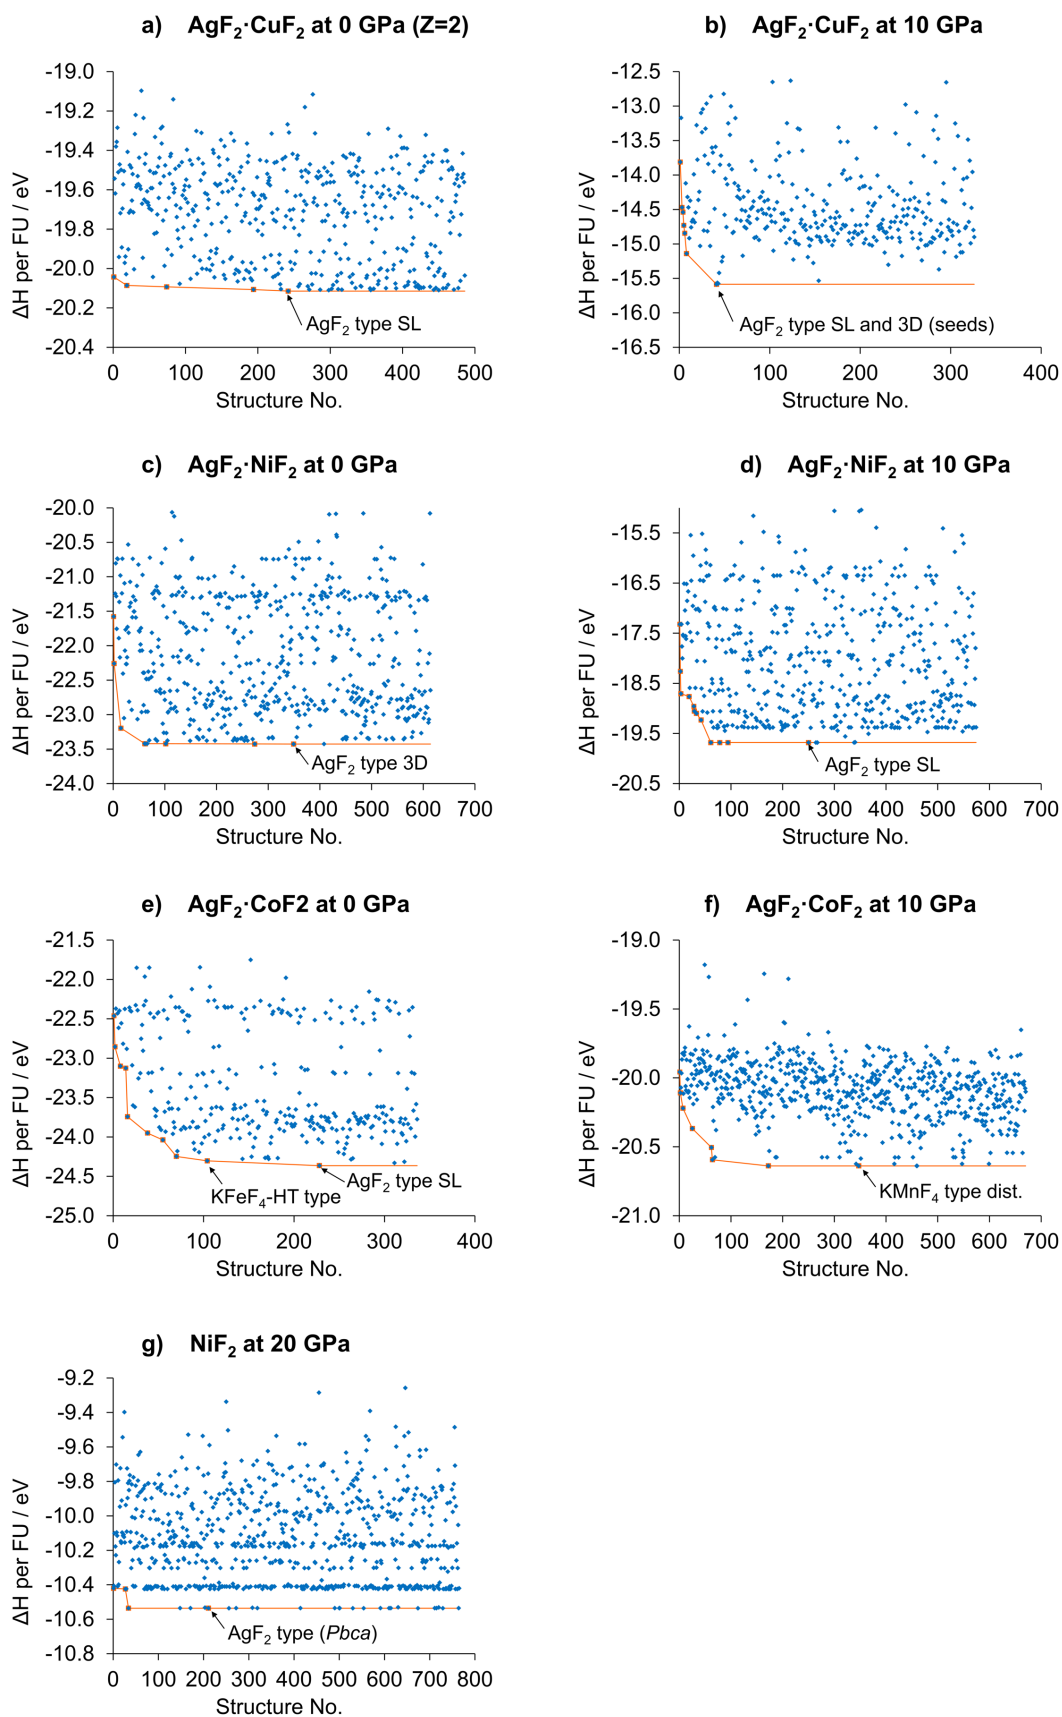 a) AgF₂·CuF₂ at 0 GPa (Z=2)
-19.0
-19.2
-19.4
-19.6
-19.8
-20.0
-20.2
-20.4
ΔH per FU / eV
AgF₂ type SL
0 100 200 300 400 500
Structure No.
b) AgF₂·CuF₂ at 10 GPa
-12.5
-13.0
-13.5
-14.0
-14.5
-15.0
-15.5
-16.0
-16.5
ΔH per FU / eV
AgF₂ type SL and 3D (seeds)
0 100 200 300 400
Structure No.
c) AgF₂·NiF₂ at 0 GPa
-20.0
-20.5
-21.0
-21.5
-22.0
-22.5
-23.0
-23.5
-24.0
ΔH per FU / eV
AgF₂ type 3D
0 100 200 300 400 500 600 700
Structure No.
d) AgF₂·NiF₂ at 10 GPa
-15.5
-16.5
-17.5
-18.5
-19.5
-20.5
ΔH per FU / eV
AgF₂ type SL
0 100 200 300 400 500 600 700
Structure No.
e) AgF₂·CoF2 at 0 GPa
-21.5
-22.0
-22.5
-23.0
-23.5
-24.0
-24.5
-25.0
ΔH per FU / eV
AgF₂ type SL
KFeF₄-HT type
0 100 200 300 400
Structure No.
f) AgF₂·CoF₂ at 10 GPa
-19.0
-19.5
-20.0
-20.5
-21.0
ΔH per FU / eV
KMnF₄ type dist.
0 100 200 300 400 500 600 700
Structure No.
g) NiF₂ at 20 GPa
-9.2
-9.4
-9.6
-9.8
-10.0
-10.2
-10.4
-10.6
-10.8
ΔH per FU / eV
AgF₂ type (Pbca)
0 100 200 300 400 500 600 700 800
Structure No.